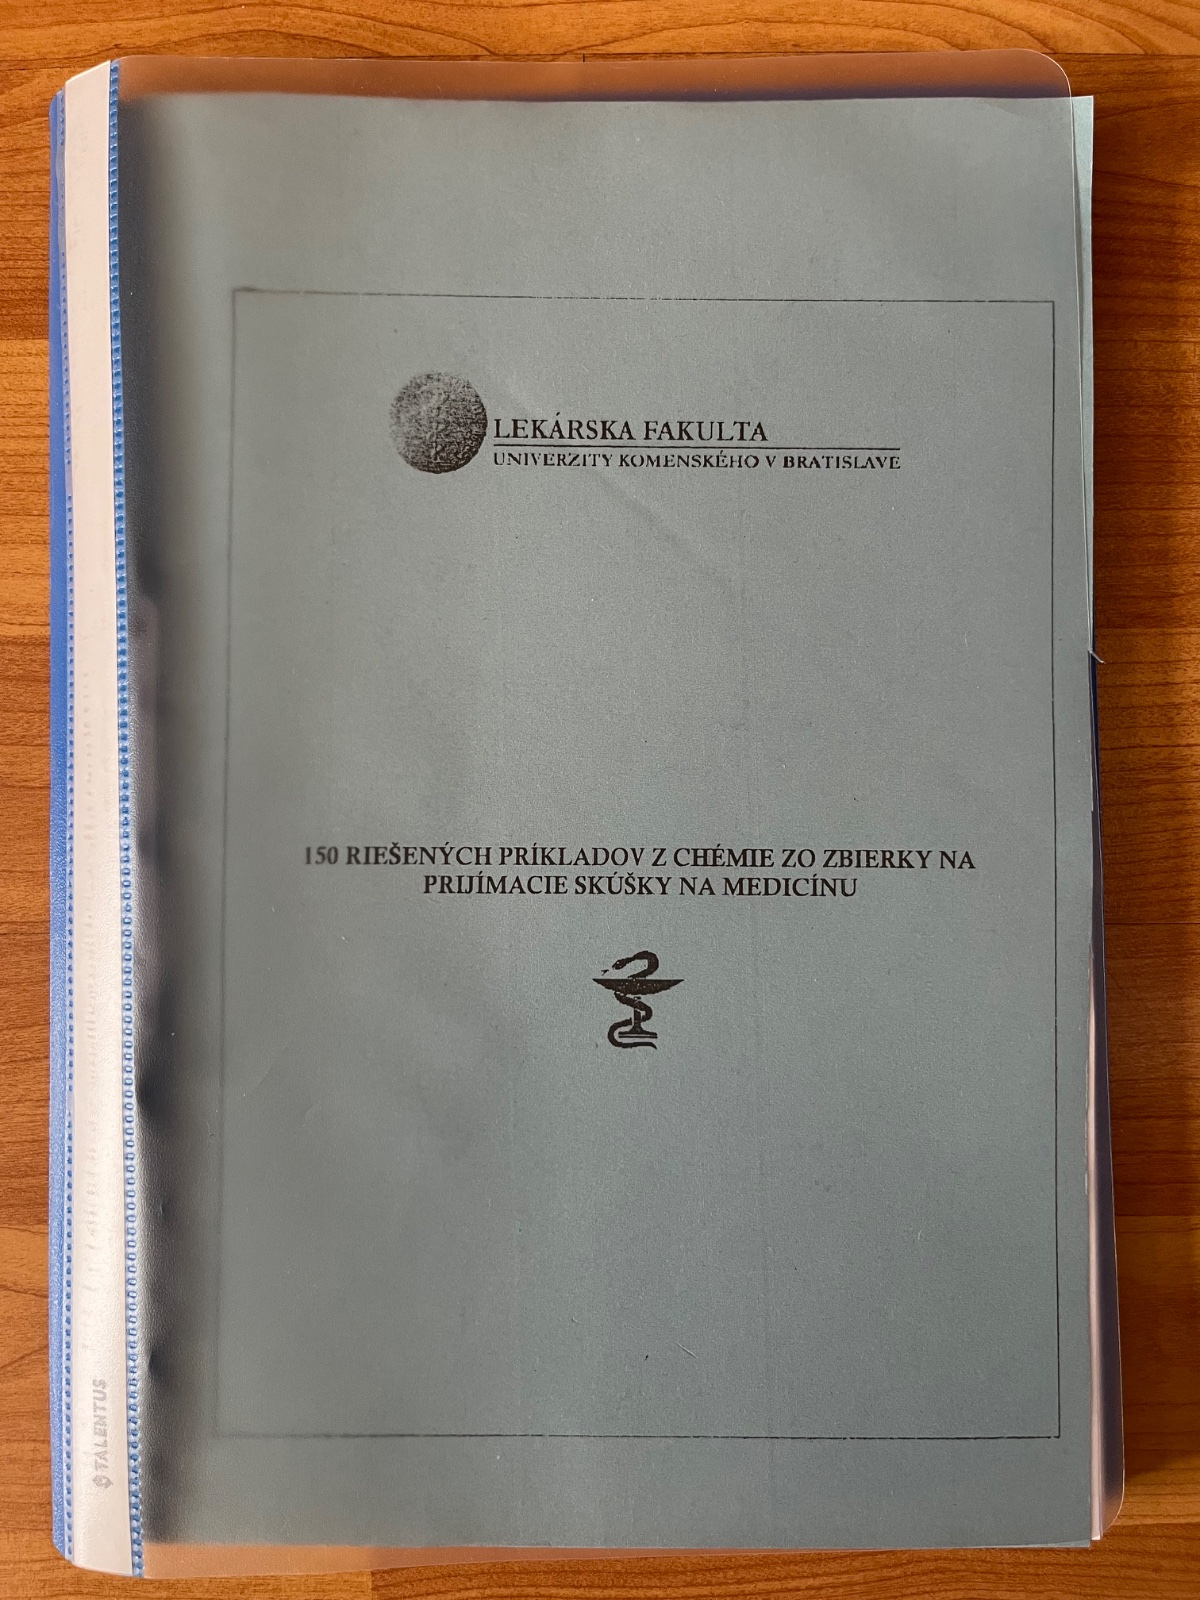 LEKÁRSKA FAKULTA
UNIVERZITY KOMENSKÉHO V BRATISLAVE
150 RIEŠENÝCH PRÍKLADOV Z CHÉMIE ZO ZBIERKY NA
PRIJÍMACIE SKÚŠKY NA MEDICÍNU
TALENTUS